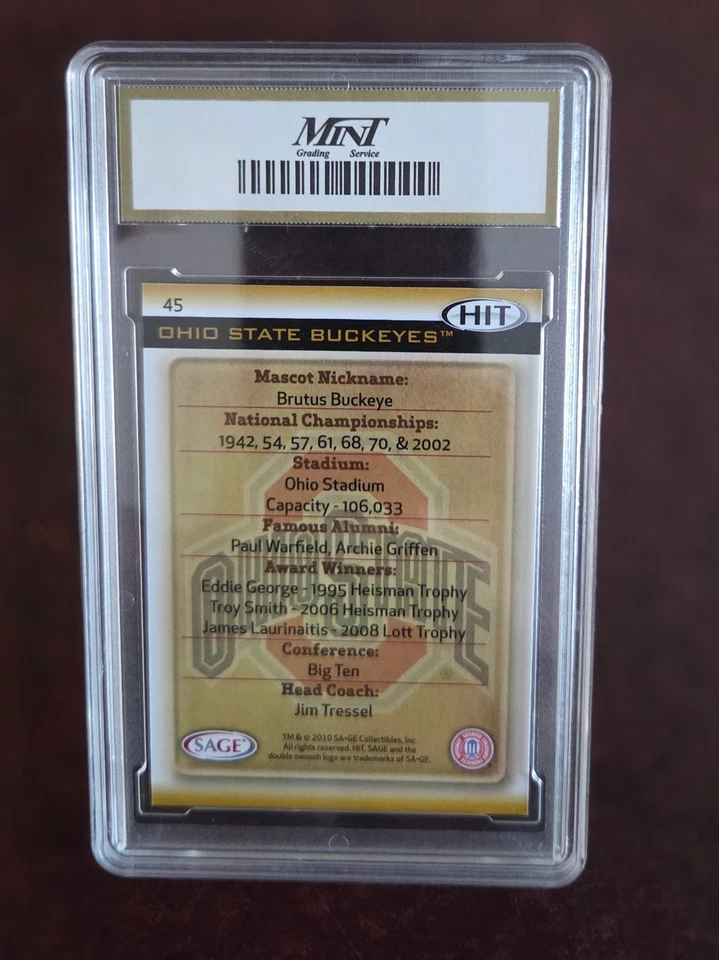 MINT
Grading Service
45
HIT
OHIO STATE BUCKEYES™
Mascot Nickname:
Brutus Buckeye
National Championships:
1942, 54, 57, 61, 68, 70, & 2002
Stadium:
Ohio Stadium
Capacity - 106,033
Famous Alumni:
Paul Warfield, Archie Griffen
Award Winners:
Eddie George - 1995 Heisman Trophy
Troy Smith - 2006 Heisman Trophy
James Laurinaitis - 2008 Lott Trophy
OHIO STATE
Conference:
Big Ten
®
Head Coach:
Jim Tressel
SAGE
TM & © 2010 SA•GE Collectibles, Inc.
All rights reserved. HIT, SAGE and the
double swoosh logo are trademarks of SA•GE.